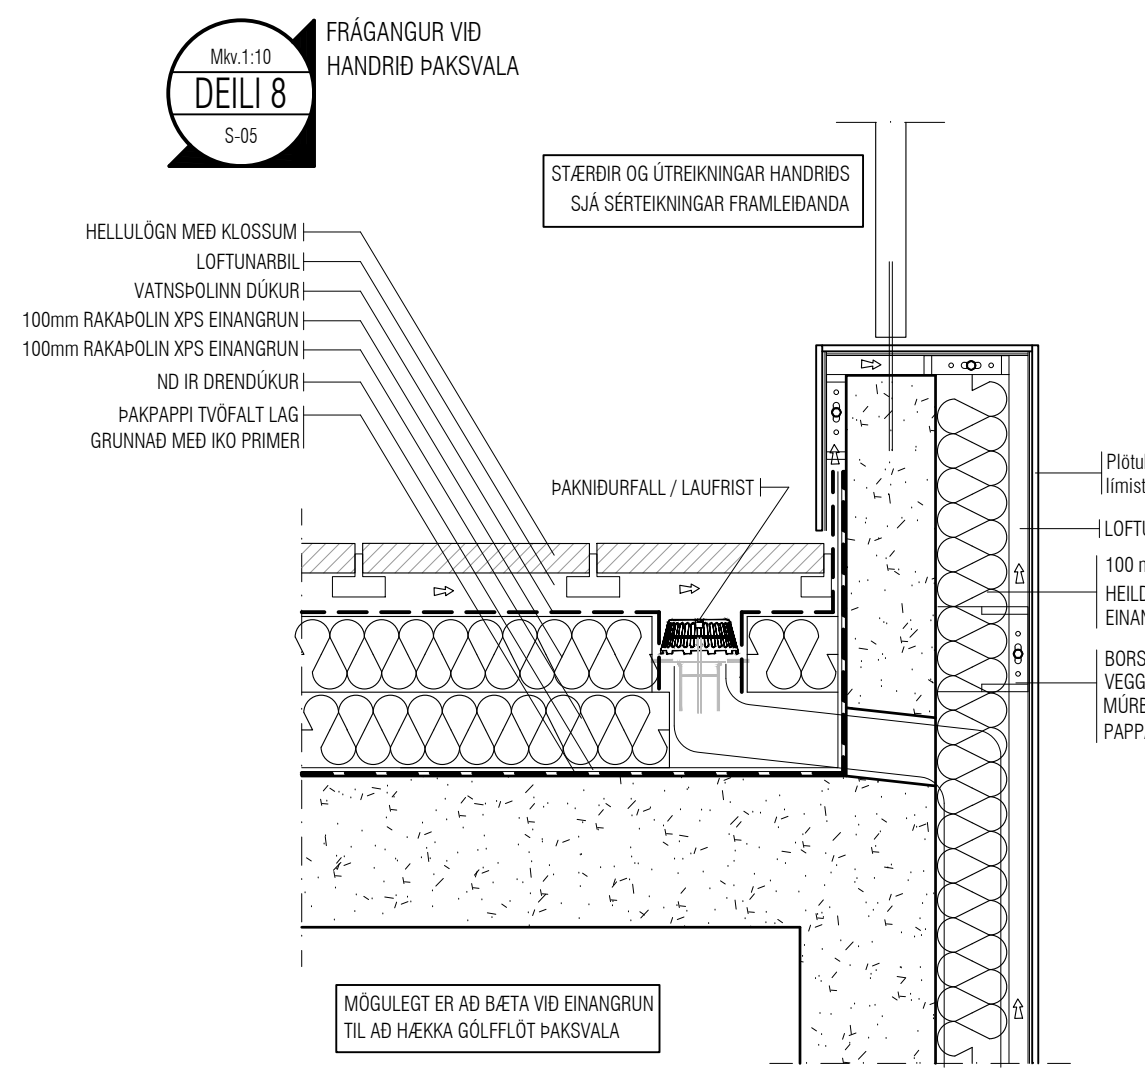 FRÁGANGUR VIÐ
HANDRIÐ ÞAKSVALA
Mkv.1:10
DEILI 8
S-05
STÆRÐIR OG ÚTREIKNINGAR HANDRIÐS
SJÁ SÉRTEIKNINGAR FRAMLEIÐANDA
HELLULÖGN MEÐ KLOSSUM
LOFTUNARBIL
VATNSÞOLINN DÚKUR
100mm RAKAÞOLIN XPS EINANGRUN
100mm RAKAÞOLIN XPS EINANGRUN
ND IR DRENDÚKUR
ÞAKPAPPI TVÖFALT LAG
GRUNNAÐ MEÐ IKO PRIMER
ÞAKNIÐURFALL / LAUFRIST
límist
100
MÖGULEGT ER AÐ BÆTA VIÐ EINANGRUN
TIL AÐ HÆKKA GÓLFFLÖT ÞAKSVALA